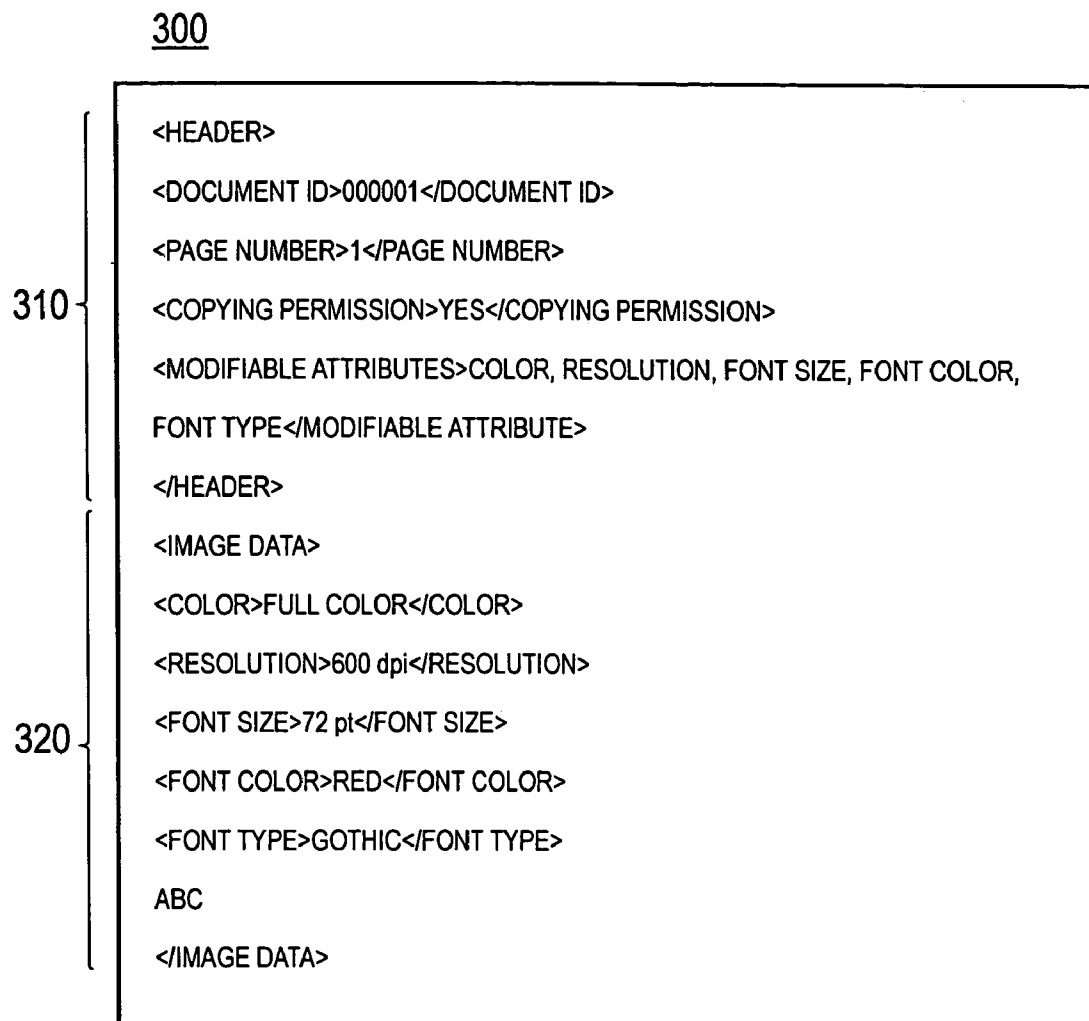 300
<HEADER>
<DOCUMENT ID>000001</DOCUMENT ID>
<PAGE NUMBER>1</PAGE NUMBER>
310
<COPYING PERMISSION>YES</COPYING PERMISSION>
<MODIFIABLE ATTRIBUTES>COLOR, RESOLUTION, FONT SIZE, FONT COLOR,
FONT TYPE</MODIFIABLE ATTRIBUTE>
</HEADER>
<IMAGE DATA>
<COLOR>FULL COLOR</COLOR>
<RESOLUTION>600 dpi</RESOLUTION>
<FONT SIZE>72 pt</FONT SIZE>
320
<FONT COLOR>RED</FONT COLOR>
<FONT TYPE>GOTHIC</FONT TYPE>
ABC
</IMAGE DATA>